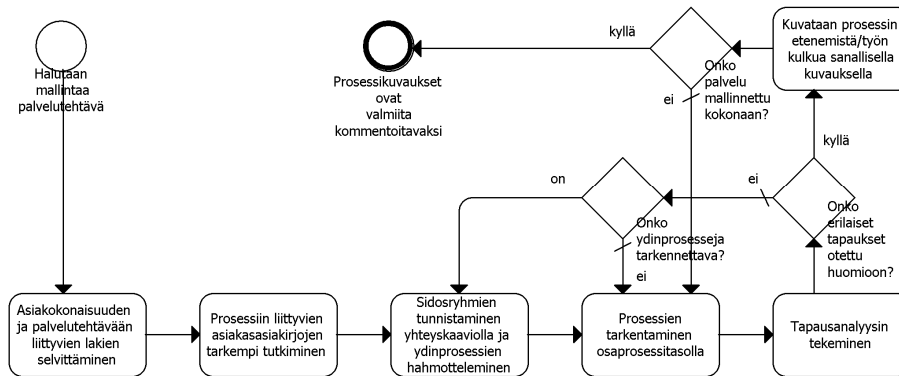 Halutaan
mallintaa
palvelutehtävä
Prosessikuvaukset
ovat
valmiita
kommentoitavaksi
kyllä
Onko
palvelu
mallinnettu
kokonaan?
ei
Kuvataan prosessin
etenemistä/työn
kulkua sanallisella
kuvauksella
kyllä
on
Onko
ydinprosesseja
tarkennettava?
ei
ei
Onko
erilaiset
tapaukset
otettu
huomioon?
Asiakokonaisuuden
ja palvelutehtävään
liittyvien lakien
selvittäminen
Prosessiin liittyvien
asiakasasiakirjojen
tarkempi tutkiminen
Sidosryhmien
tunnistaminen
yhteyskaaviolla ja
ydinprosessien
hahmotteleminen
Prosessien
tarkentaminen
osaprosessitasolla
Tapausanalyysin
tekeminen